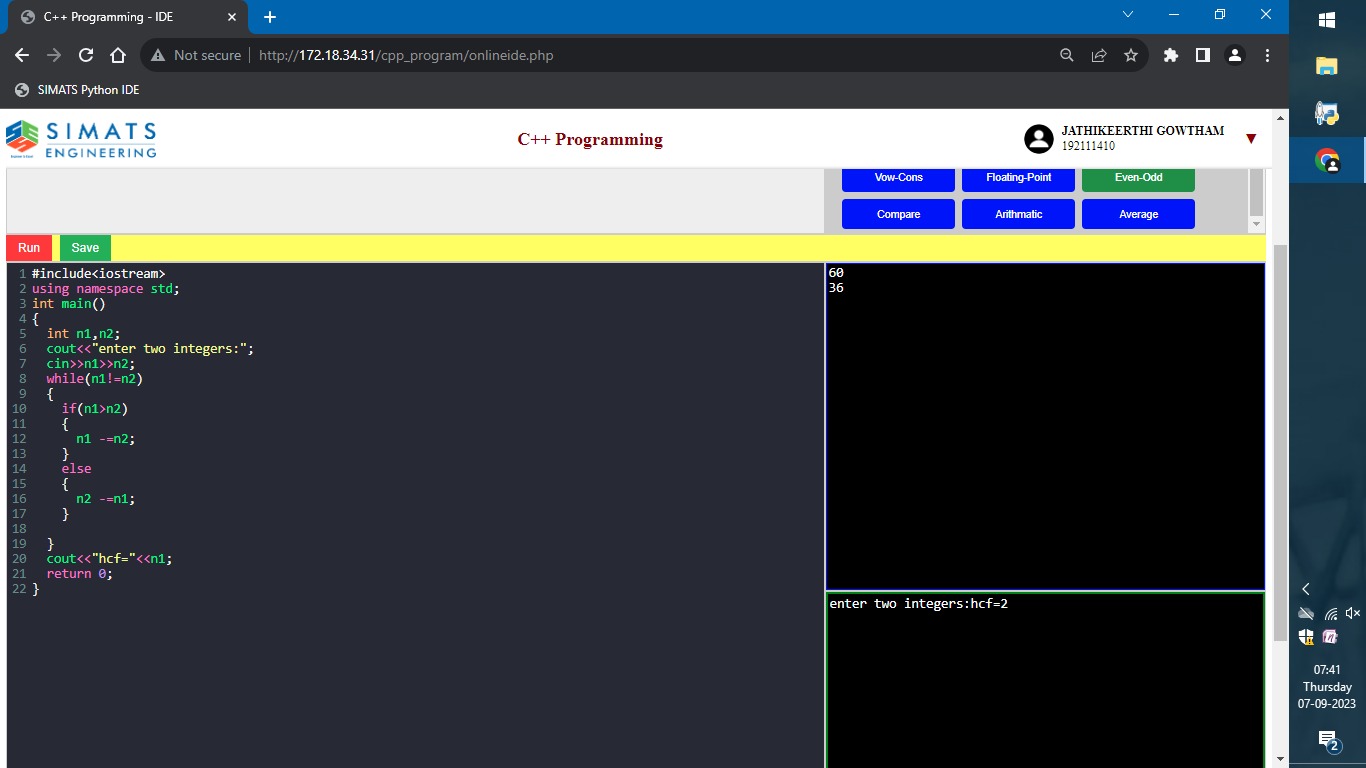 C++ Programming - IDE
Not secure http://172.18.34.31/cpp_program/onlineide.php
SIMATS Python IDE
SIMATS
ENGINEERING
C++ Programming
JATHIKEERTHI GOWTHAM
192111410
Vow-Cons Floating-Point Even-Odd
Compare Arithmatic Average
Run Save
1 #include<iostream>
2 using namespace std;
3 int main()
4 {
5 int n1,n2;
6 cout<<"enter two integers:";
7 cin>>n1>>n2;
8 while(n1!=n2)
9 {
10 if(n1>n2)
11 {
12 n1 -=n2;
13 }
14 else
15 {
16 n2 -=n1;
17 }
18
19 }
20 cout<<"hcf="<<n1;
21 return 0;
22 }
60
36
enter two integers:hcf=2
07:41
Thursday
07-09-2023
2